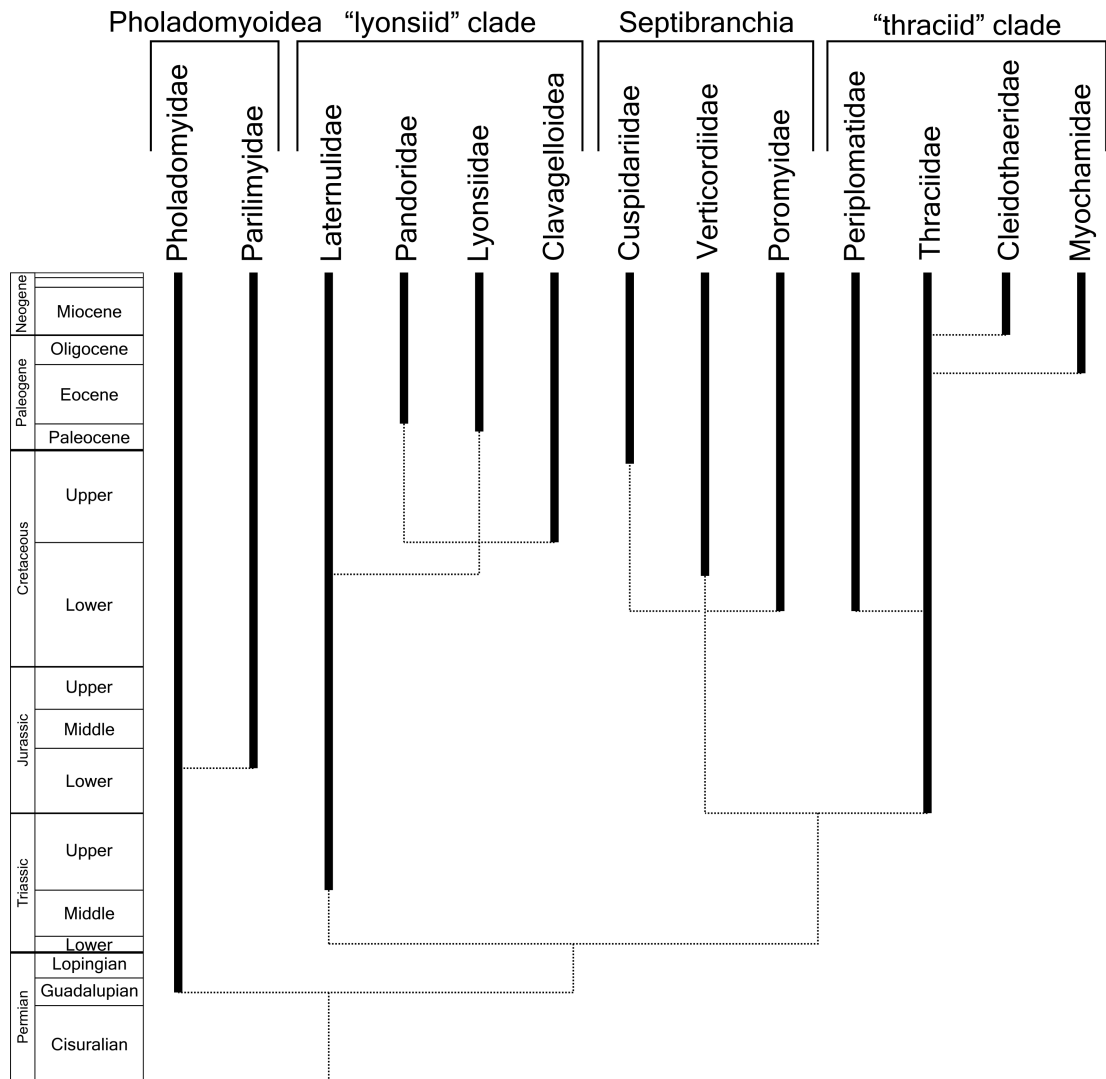 Pholadomyoidea
“lyonsiid” clade
Septibranchia
“thraciid” clade
Pholadomyidae
Parilimyidae
Laternulidae
Pandoridae
Lyonsiidae
Clavagelloidea
Cuspidariidae
Verticordiidae
Poromyidae
Periplomatidae
Thraciidae
Cleidothaeridae
Myochamidae
Neogene
Miocene
Paleogene
Oligocene
Eocene
Paleocene
Cretaceous
Upper
Lower
Jurassic
Upper
Middle
Lower
Triassic
Upper
Middle
Lower
Permian
Lopingian
Guadalupian
Cisuralian